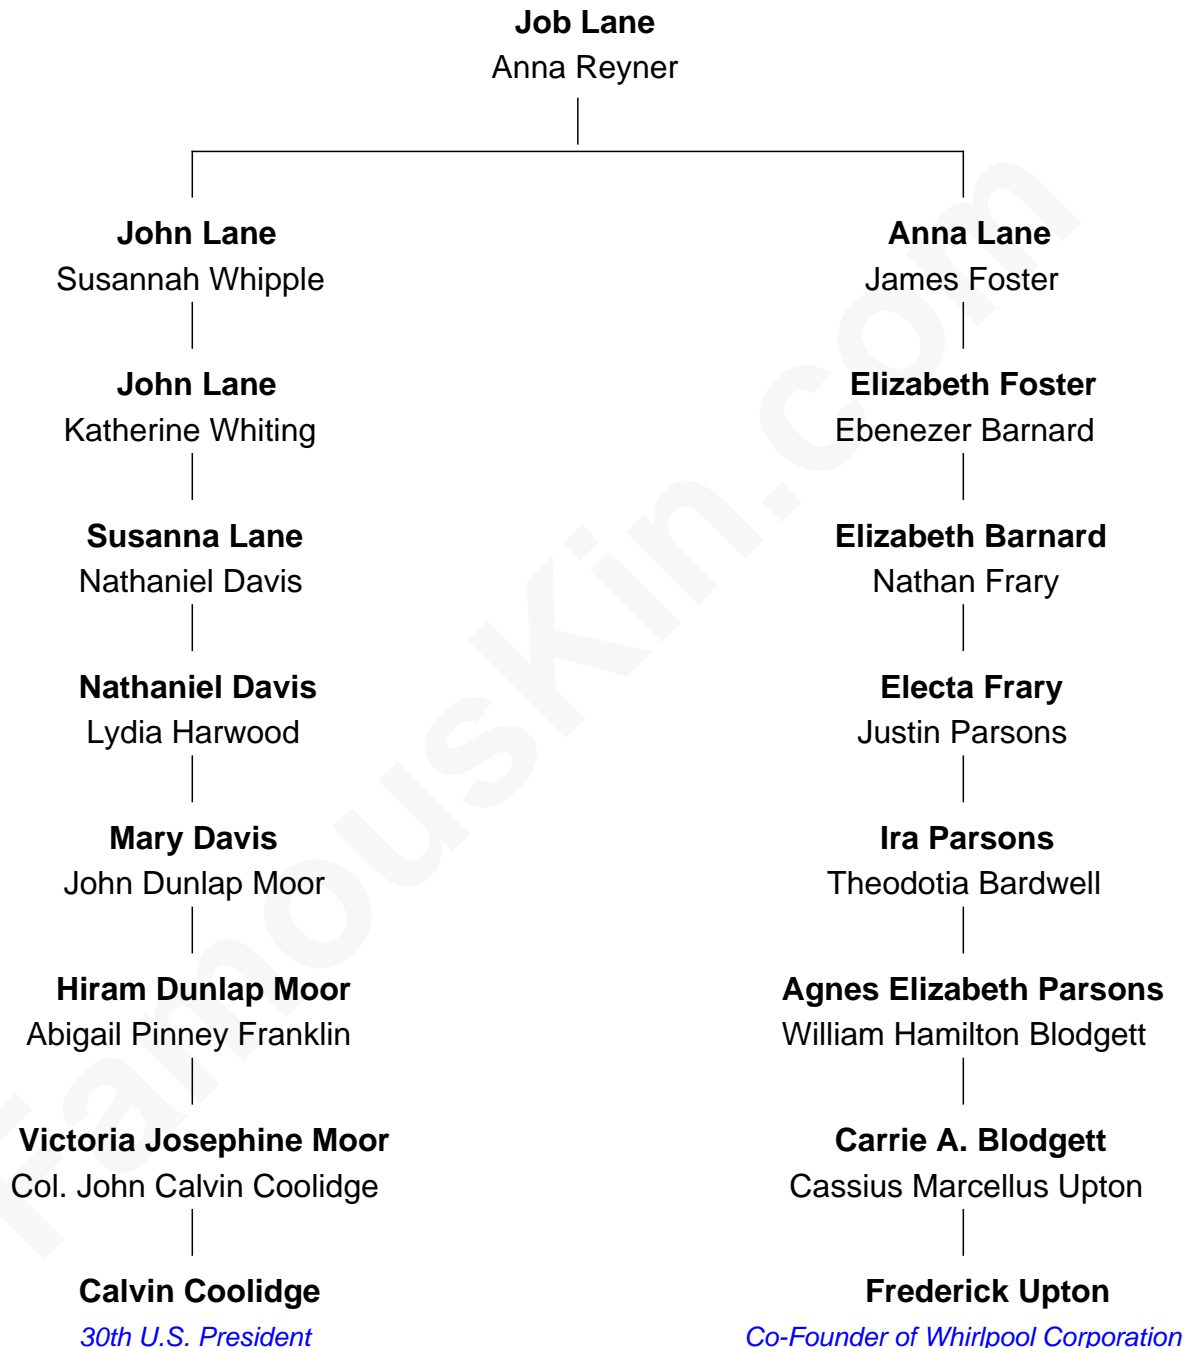 Job Lane
Anna Reyner
John Lane
Susannah Whipple
John Lane
Katherine Whiting
Susanna Lane
Nathaniel Davis
Nathaniel Davis
Lydia Harwood
Mary Davis
John Dunlap Moor
Hiram Dunlap Moor
Abigail Pinney Franklin
Victoria Josephine Moor
Col. John Calvin Coolidge
Calvin Coolidge
30th U.S. President
Anna Lane
James Foster
Elizabeth Foster
Ebenezer Barnard
Elizabeth Barnard
Nathan Frary
Electa Frary
Justin Parsons
Ira Parsons
Theodotia Bardwell
Agnes Elizabeth Parsons
William Hamilton Blodgett
Carrie A. Blodgett
Cassius Marcellus Upton
Frederick Upton
Co-Founder of Whirlpool Corporation
FamousKin.com